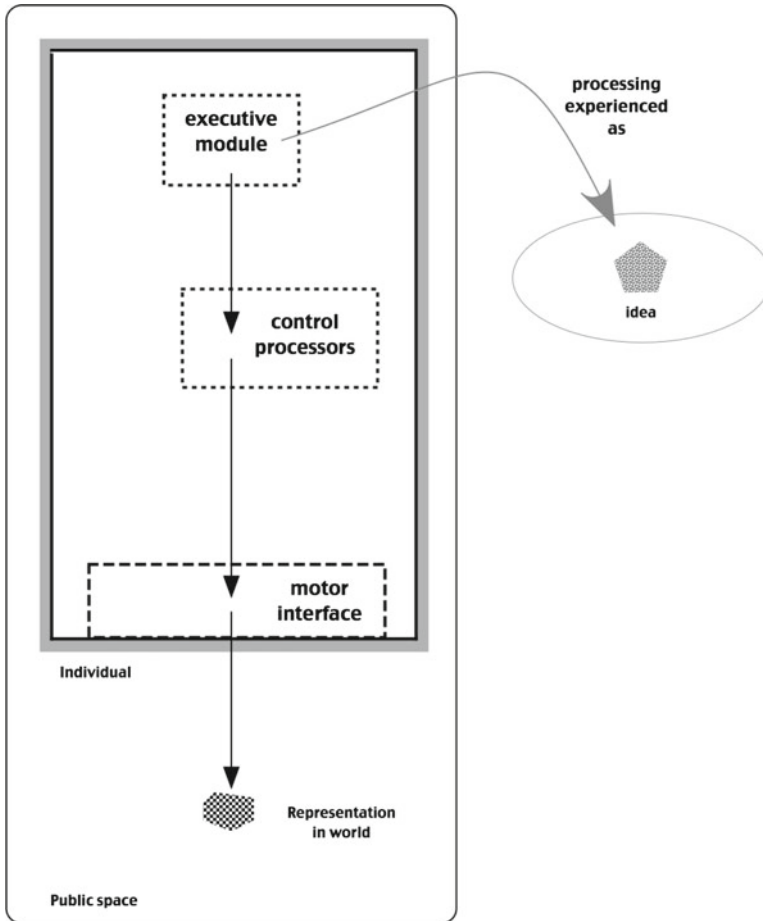 executive
module
processing
experienced
as
control
processors
idea
motor
interface
Individual
Representation
in world
Public space